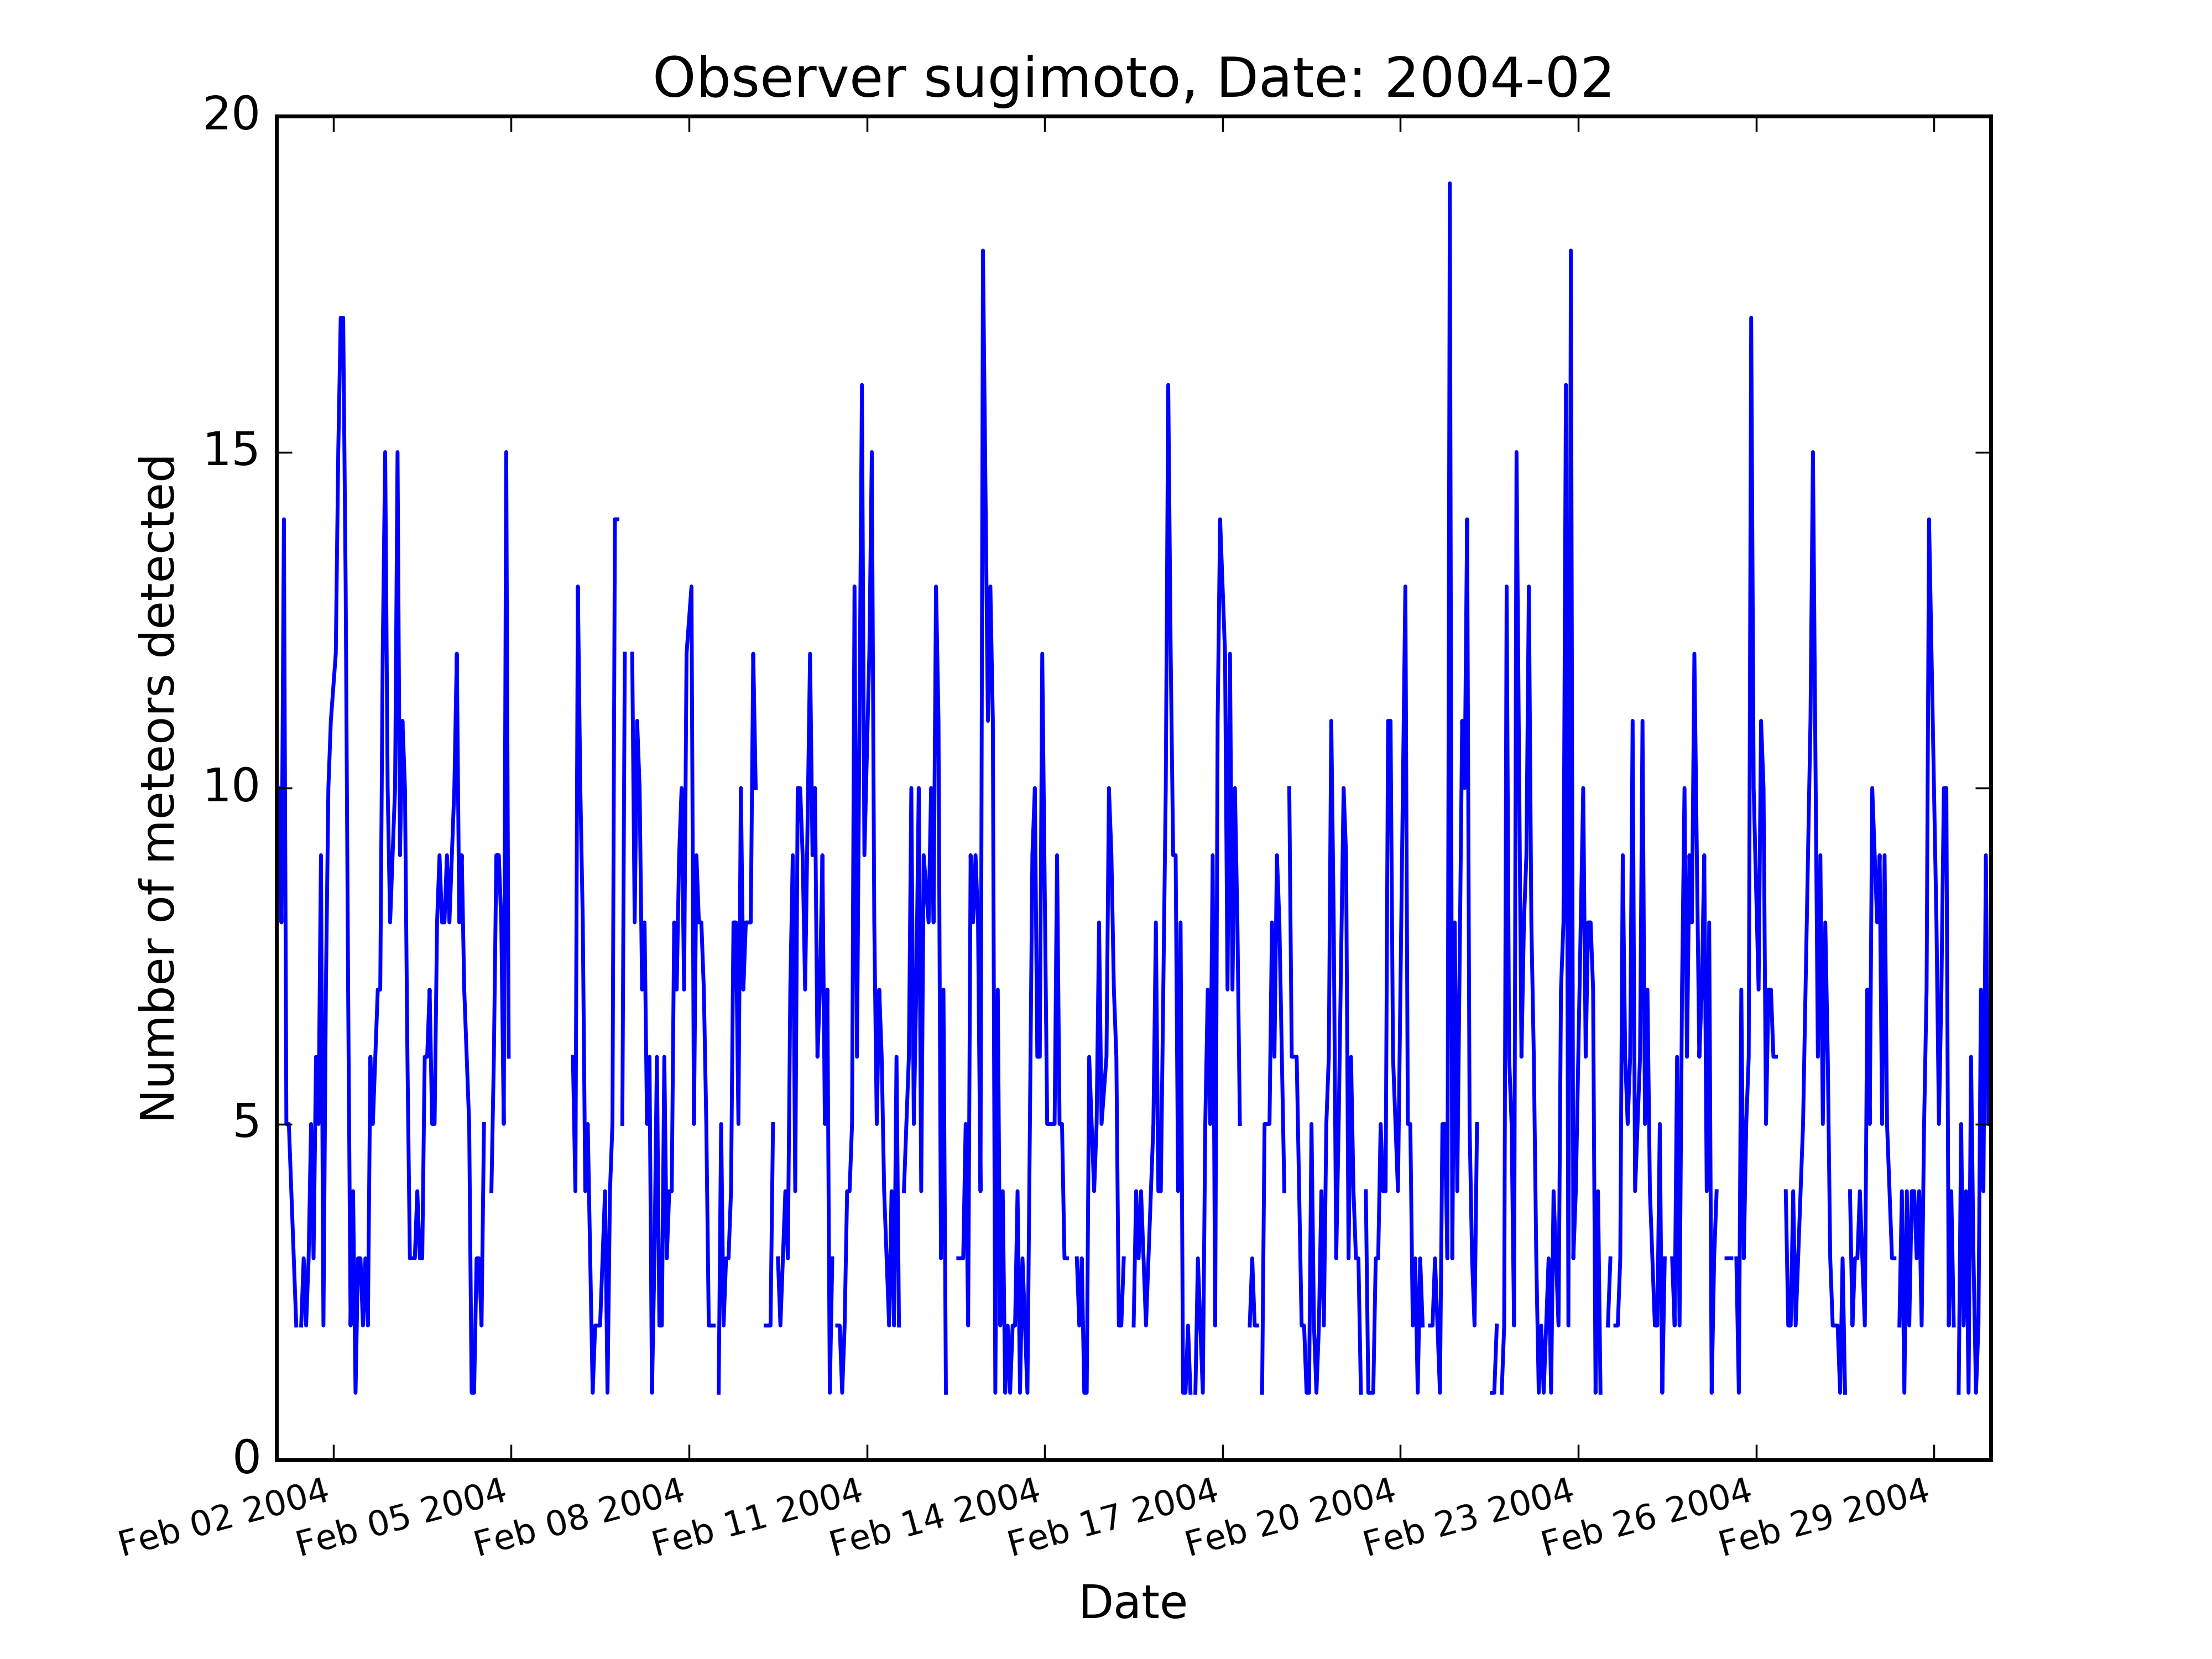 Observer sugimoto, Date: 2004-02
Number of meteors detected
20
15
10
5
0
Feb 02 2004
Feb 05 2004
Feb 08 2004
Feb 11 2004
Feb 14 2004
Feb 17 2004
Feb 20 2004
Feb 23 2004
Feb 26 2004
Feb 29 2004
Date